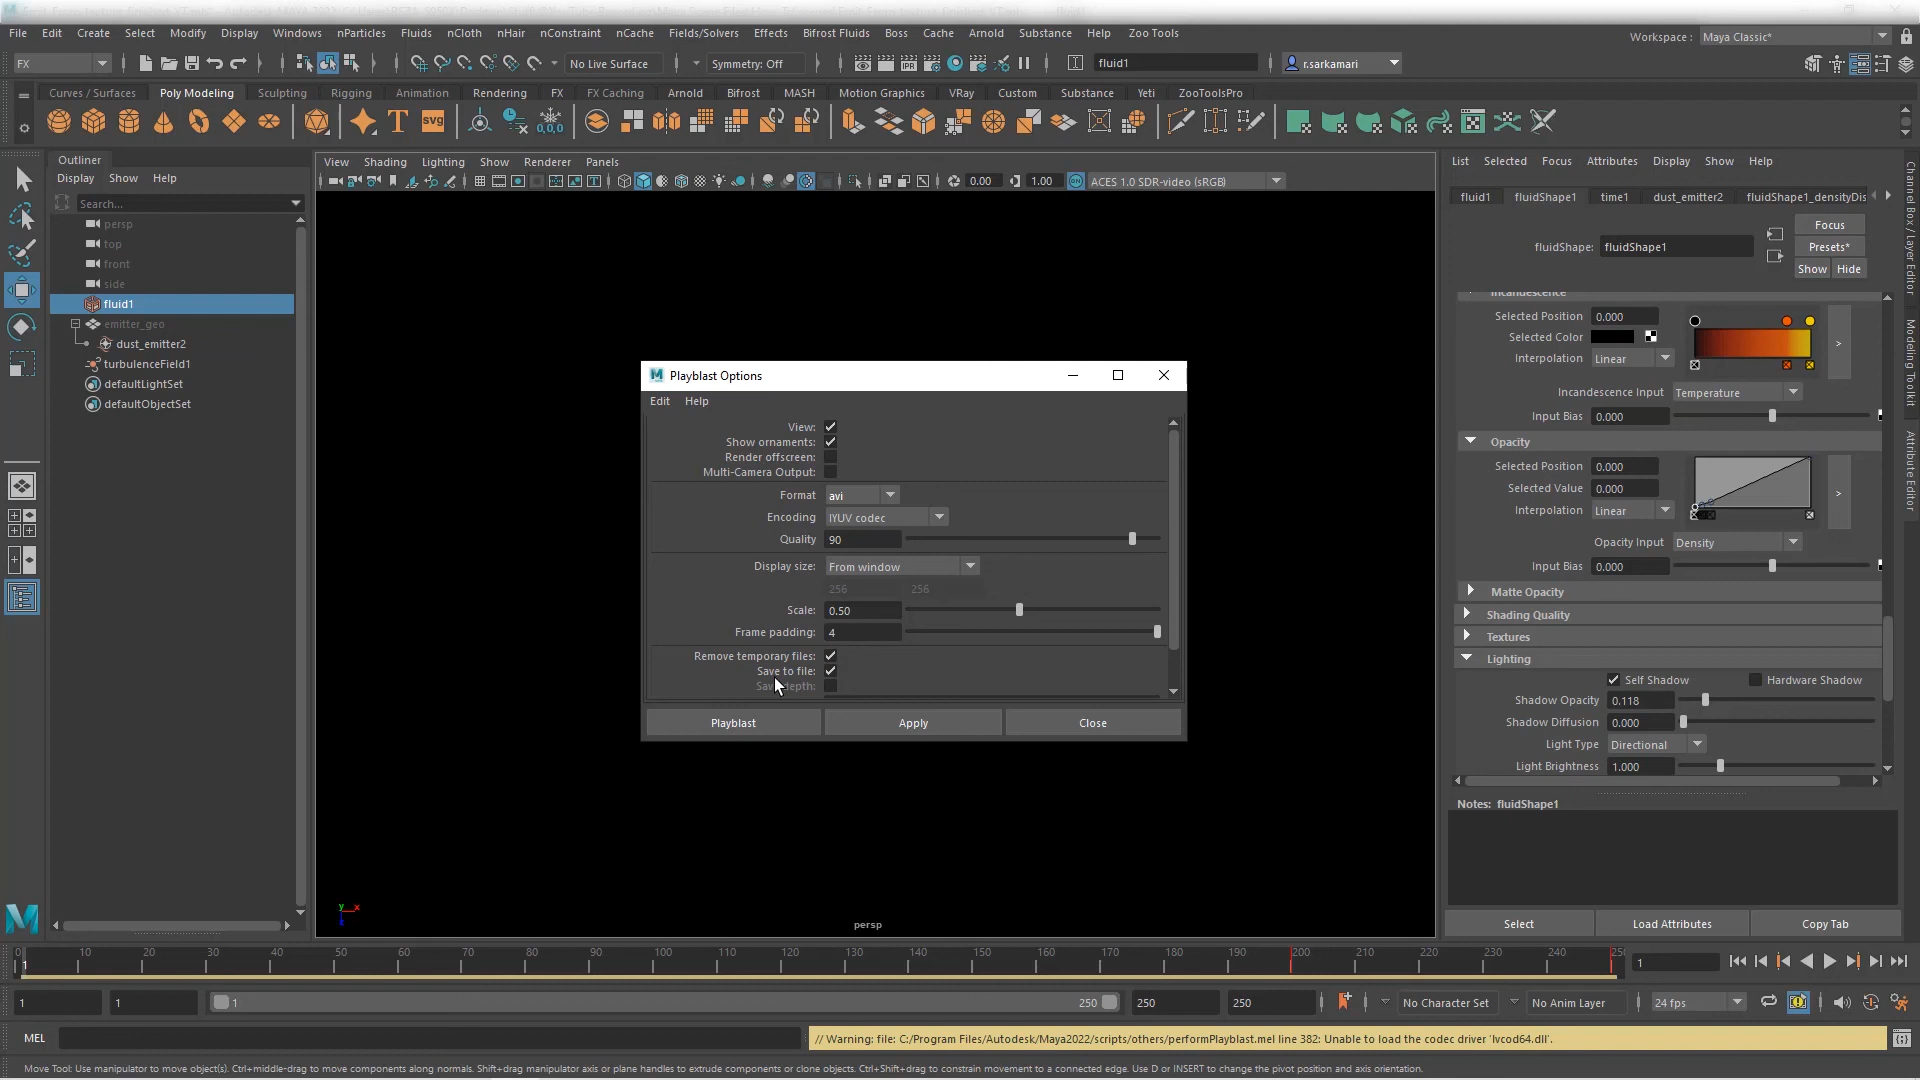 File Edit Create Select Modify Display Windows nParticles Fluids nCloth nHair nConstraint nCache Fields/Solvers Effects Bifrost Fluids Boss Cache Arnold Substance Help Zoo Tools
Workspace : Maya Classic*
FX No Live Surface Symmetry: Off fluid1 r.sarkamari
Curves / Surfaces Poly Modeling Sculpting Rigging Animation Rendering FX FX Caching Arnold Bifrost MASH Motion Graphics VRay Custom Substance Yeti ZooToolsPro
T SVG 0,0,0
Outliner
Display Show Help
Search...
persp
top
front
side
fluid1
emitter_geo
dust_emitter2
turbulenceField1
defaultLightSet
defaultObjectSet
View Shading Lighting Show Renderer Panels
0.00 1.00 ACES 1.0 SDR-video (sRGB)
y x
persp
Playblast Options
Edit Help
View:
Show ornaments:
Render offscreen:
Multi-Camera Output:
Format avi
Encoding IYUV codec
Quality 90
Display size: From window
256 256
Scale: 0.50
Frame padding: 4
Remove temporary files:
Save to file:
Playblast Apply Close
List Selected Focus Attributes Display Show Help
fluid1 fluidShape1 time1 dust_emitter2 fluidShape1_densityDis
Focus
fluidShape: fluidShape1 Presets*
Show Hide
Incandescence
Selected Position 0.000
Selected Color
Interpolation Linear
Incandescence Input Temperature
Input Bias 0.000
Opacity
Selected Position 0.000
Selected Value 0.000
Interpolation Linear
Opacity Input Density
Input Bias 0.000
Matte Opacity
Shading Quality
Textures
Lighting
Self Shadow Hardware Shadow
Shadow Opacity 0.118
Shadow Diffusion 0.000
Light Type Directional
Light Brightness 1.000
Notes: fluidShape1
Select Load Attributes Copy Tab
Channel Box / Layer Editor
Modeling Toolkit
Attribute Editor
0 10 20 30 40 50 60 70 80 90 100 110 120 130 140 150 160 170 180 190 200 210 220 230 240
1 1
1 1 1 250 250 250 No Character Set No Anim Layer 24 fps
MEL // Warning: file: C:/Program Files/Autodesk/Maya2022/scripts/others/performPlayblast.mel line 382: Unable to load the codec driver 'lvcod64.dll'.
Move Tool: Use manipulator to move object(s). Ctrl+middle-drag to move components along normals. Shift+drag manipulator axis or plane handles to extrude components or clone objects. Ctrl+Shift+drag to constrain movement to a connected edge. Use D or INSERT to change the pivot position and axis orientation.